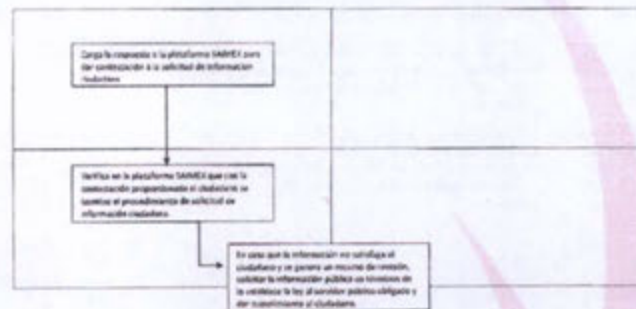 Carga la respuesta a la plataforma SAIMEX para
dar contestación a la solicitud de información
ciudadana
Verifica en la plataforma SAIMEX que con la
contestación proporcionada al ciudadano se
termine el procedimiento de solicitud de
información ciudadana.
En caso que la información no satisfaga al
ciudadano y se genere un recurso de revisión,
solicitar la información pública en términos de
lo establece la ley al servidor público obligado y
dar cumplimiento al ciudadano.